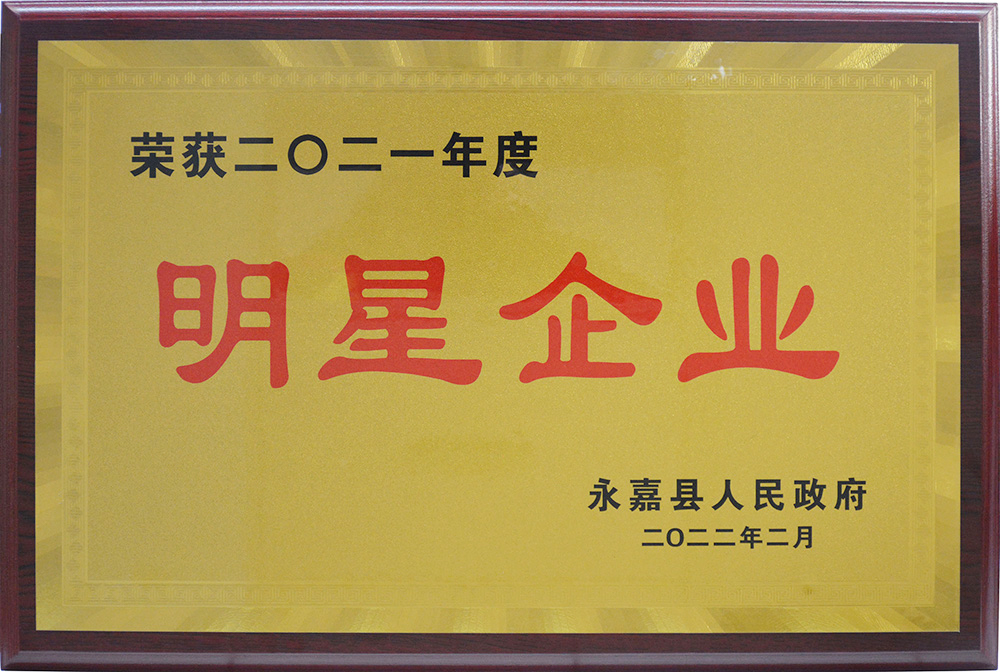 荣获二〇二一年度
明星企业
永嘉县人民政府
二〇二二年二月